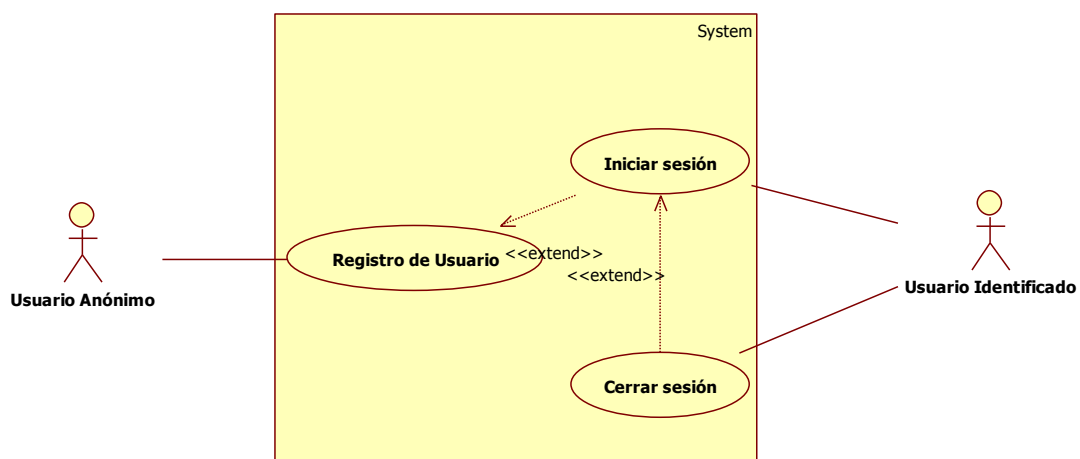 System
Iniciar sesión
Registro de Usuario
<<extend>>
<<extend>>
Usuario Anónimo
Usuario Identificado
Cerrar sesión